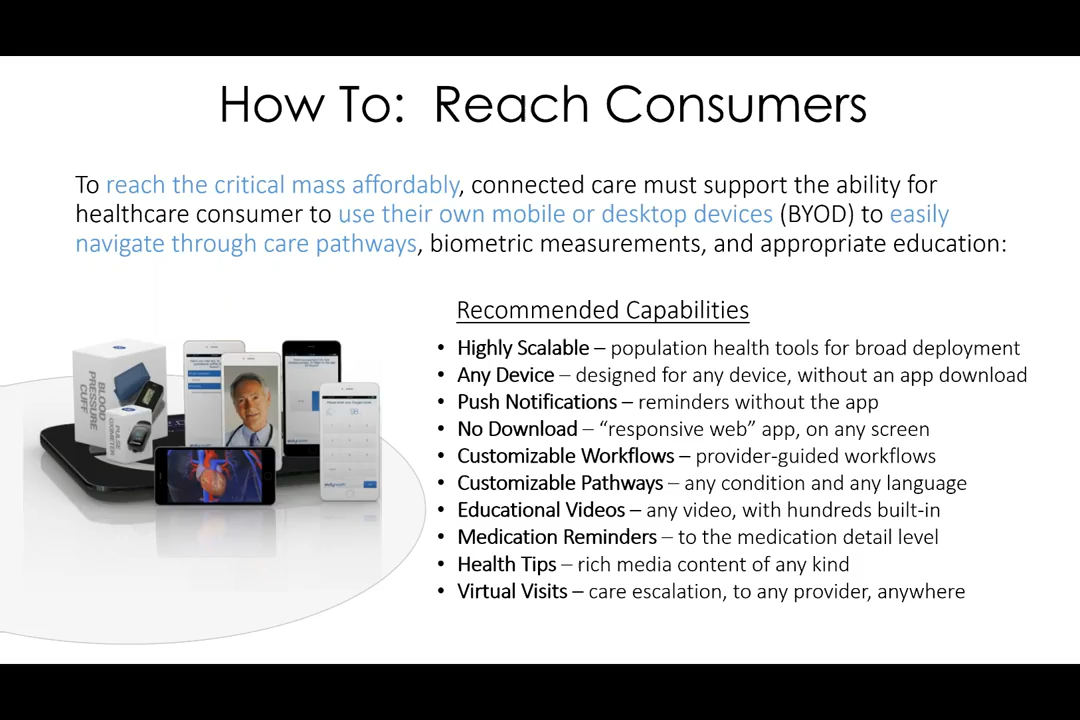 How To: Reach Consumers
To reach the critical mass affordably, connected care must support the ability for
healthcare consumer to use their own mobile or desktop devices (BYOD) to easily
navigate through care pathways, biometric measurements, and appropriate education:
Recommended Capabilities
• Highly Scalable – population health tools for broad deployment
• Any Device – designed for any device, without an app download
• Push Notifications – reminders without the app
• No Download – “responsive web” app, on any screen
• Customizable Workflows – provider-guided workflows
• Customizable Pathways – any condition and any language
• Educational Videos – any video, with hundreds built-in
• Medication Reminders – to the medication detail level
• Health Tips – rich media content of any kind
• Virtual Visits – care escalation, to any provider, anywhere
BLOOD
PRESSURE
CUFF
PULSE
OXIMETER